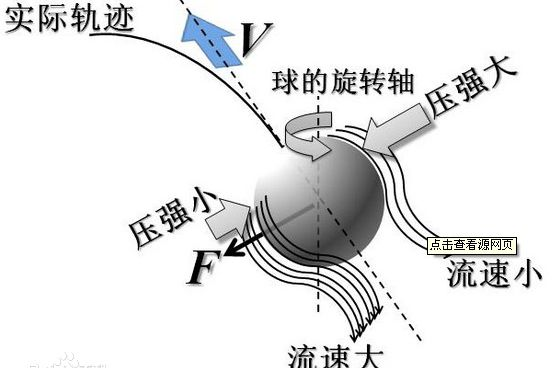 实际轨迹
V
球的旋转轴
压强大
压强小
F
点击查看源网页
流速小
流速大